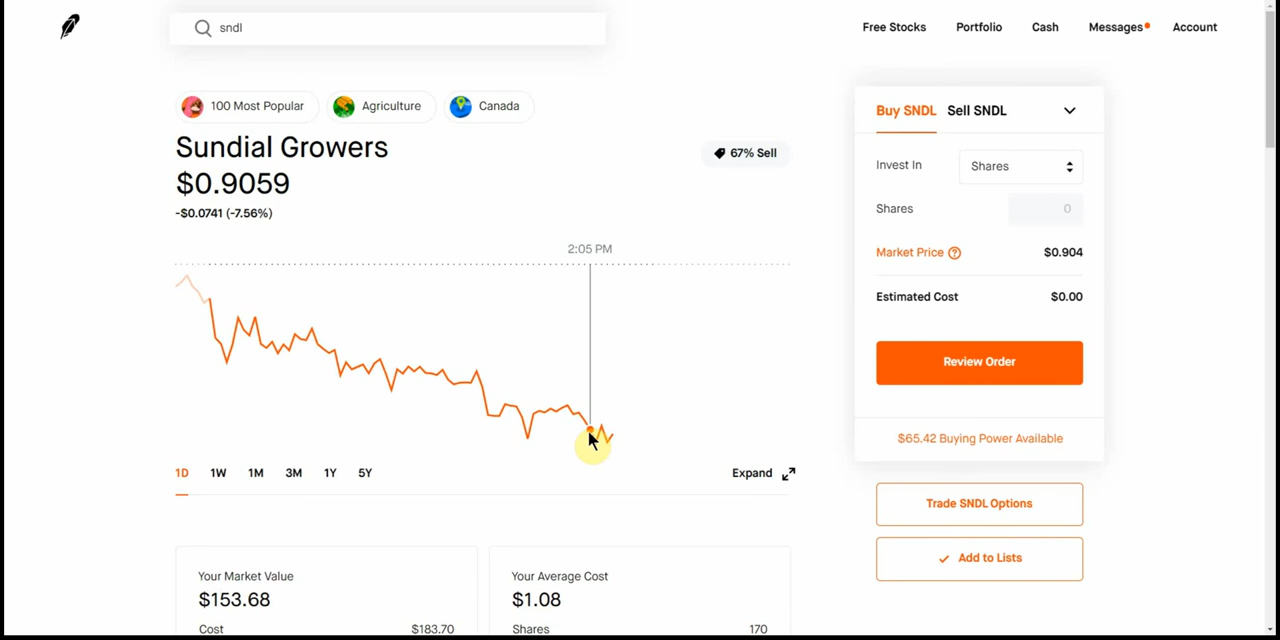 sndl
Free Stocks Portfolio Cash Messages Account
100 Most Popular Agriculture Canada
Sundial Growers
$0.9059
-$0.0741 (-7.56%)
67% Sell
2:05 PM
1D 1W 1M 3M 1Y 5Y
Expand
Your Market Value
$153.68
Cost $183.70
Your Average Cost
$1.08
Shares 170
Buy SNDL Sell SNDL
Invest In Shares
Shares 0
Market Price ? $0.904
Estimated Cost $0.00
Review Order
$65.42 Buying Power Available
Trade SNDL Options
Add to Lists